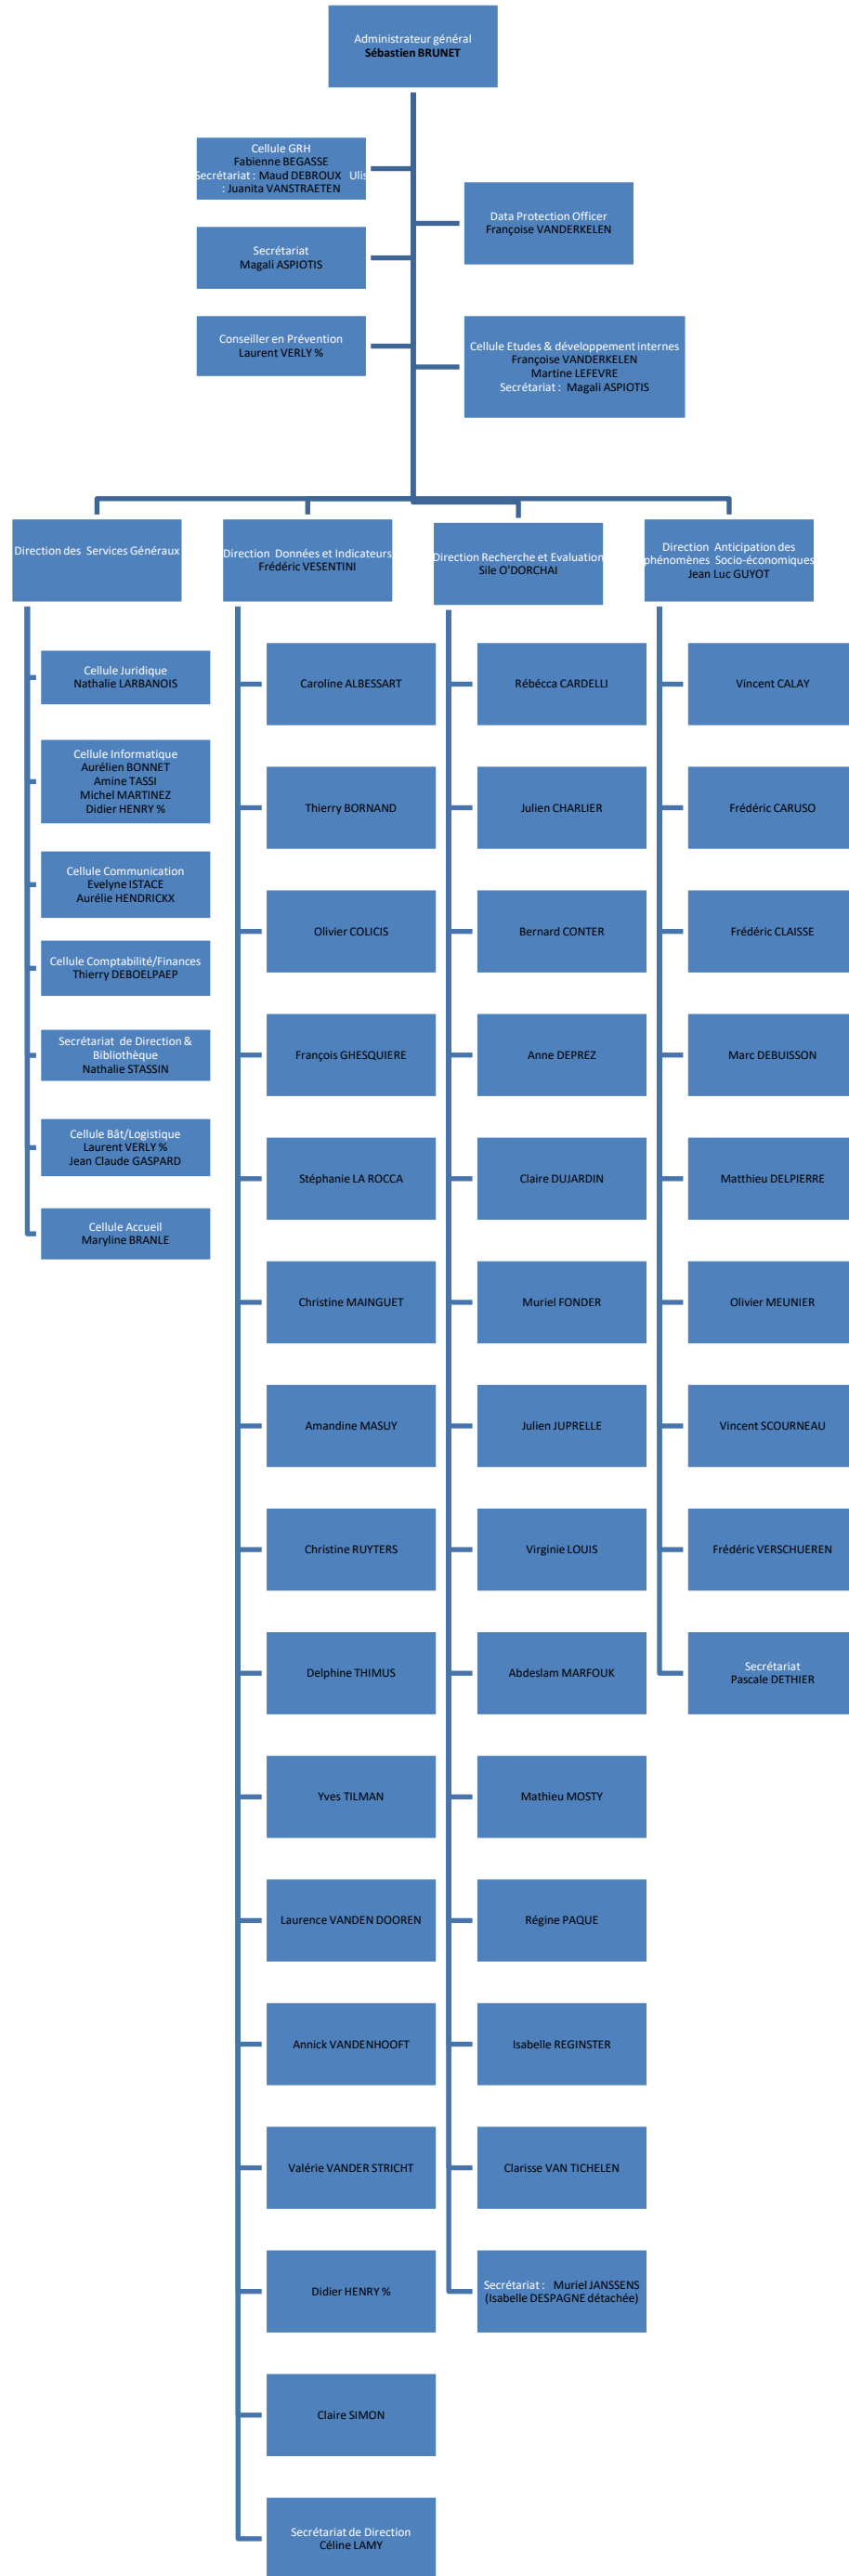 Administrateur général
Sébastien BRUNET
Cellule GRH
Fabienne BEGASSE
Secrétariat : Maud DEBROUX Ulis
: Juanita VANSTRAETEN
Data Protection Officer
Françoise VANDERKELEN
Secrétariat
Magali ASPIOTIS
Conseiller en Prévention
Laurent VERLY %
Cellule Etudes & développement internes
Françoise VANDERKELEN
Martine LEFEVRE
Secrétariat : Magali ASPIOTIS
Direction des Services Généraux
Cellule Juridique
Nathalie LARBANOIS
Cellule Informatique
Aurélien BONNET
Amine TASSI
Michel MARTINEZ
Didier HENRY %
Cellule Communication
Evelyne ISTACE
Aurélie HENDRICKX
Cellule Comptabilité/Finances
Thierry DEBOELPAEP
Secrétariat de Direction &
Bibliothèque
Nathalie STASSIN
Cellule Bât/Logistique
Laurent VERLY %
Jean Claude GASPARD
Cellule Accueil
Maryline BRANLE
Direction Données et Indicateurs
Frédéric VESENTINI
Caroline ALBESSART
Thierry BORNAND
Olivier COLICIS
François GHESQUIERE
Stéphanie LA ROCCA
Christine MAINGUET
Amandine MASUY
Christine RUYTERS
Delphine THIMUS
Yves TILMAN
Laurence VANDEN DOOREN
Annick VANDENHOOFT
Valérie VANDER STRICHT
Didier HENRY %
Claire SIMON
Secrétariat de Direction
Céline LAMY
Direction Recherche et Evaluation
Sile O'DORCHAI
Rébécca CARDELLI
Julien CHARLIER
Bernard CONTER
Anne DEPREZ
Claire DUJARDIN
Muriel FONDER
Julien JUPRELLE
Virginie LOUIS
Abdeslam MARFOUK
Mathieu MOSTY
Régine PAQUE
Isabelle REGINSTER
Clarisse VAN TICHELEN
Secrétariat : Muriel JANSSENS
(Isabelle DESPAGNE détachée)
Direction Anticipation des
phénomènes Socio-économiques
Jean Luc GUYOT
Vincent CALAY
Frédéric CARUSO
Frédéric CLAISSE
Marc DEBUISSON
Matthieu DELPIERRE
Olivier MEUNIER
Vincent SCOURNEAU
Frédéric VERSCHUEREN
Secrétariat
Pascale DETHIER